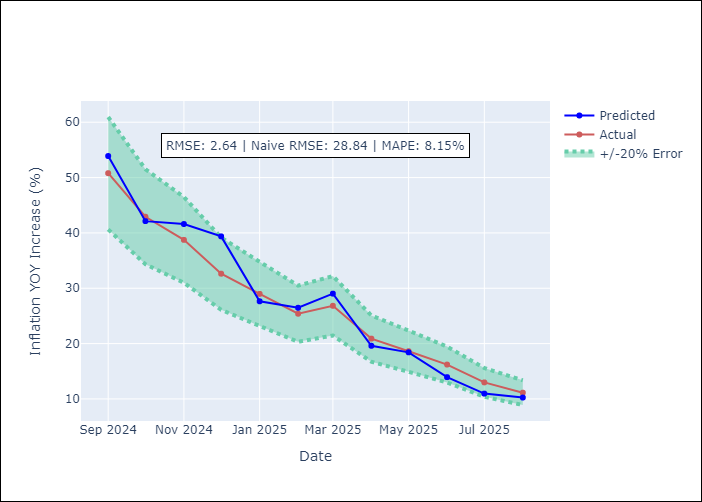 RMSE: 2.64 | Naive RMSE: 28.84 | MAPE: 8.15%
Predicted
Actual
+/-20% Error
Inflation YOY Increase (%)
60
50
40
30
20
10
Sep 2024
Nov 2024
Jan 2025
Mar 2025
May 2025
Jul 2025
Date